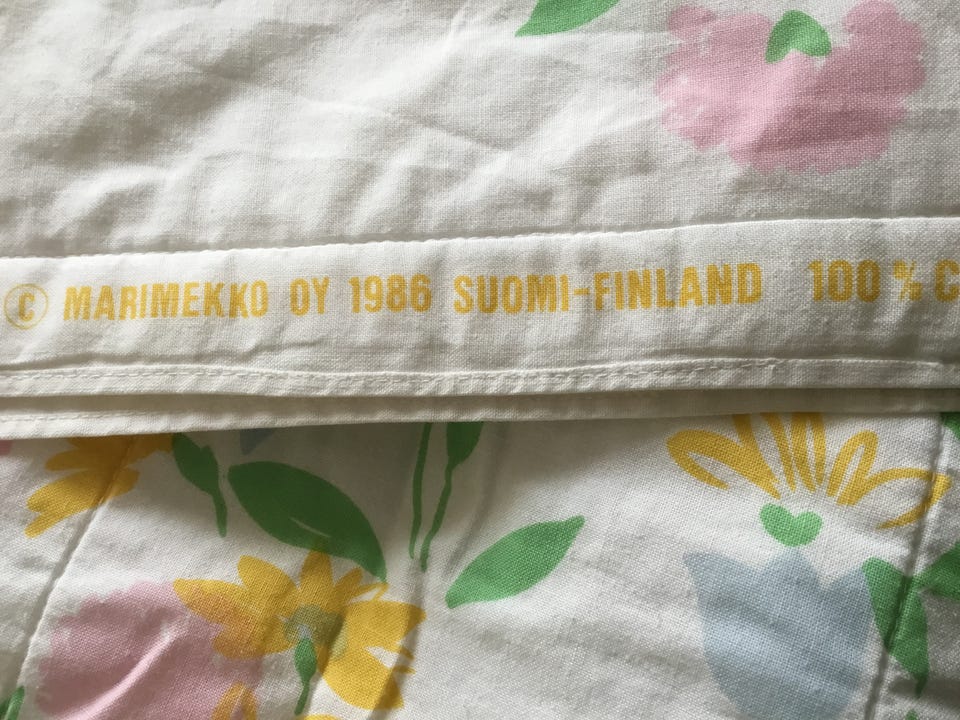 © MARIMEKKO OY 1986 SUOMI-FINLAND 100% C